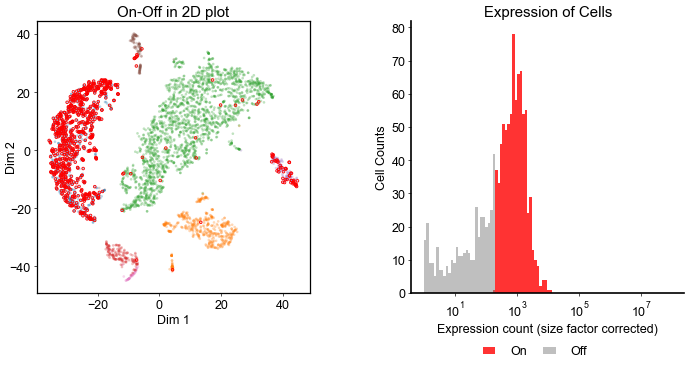 On-Off in 2D plot
Dim 2
40
20
0
−20
−40
−20
0
20
40
Dim 1
Expression of Cells
Cell Counts
80
70
60
50
40
30
20
10
0
10^1
10^3
10^5
10^7
Expression count (size factor corrected)
On
Off